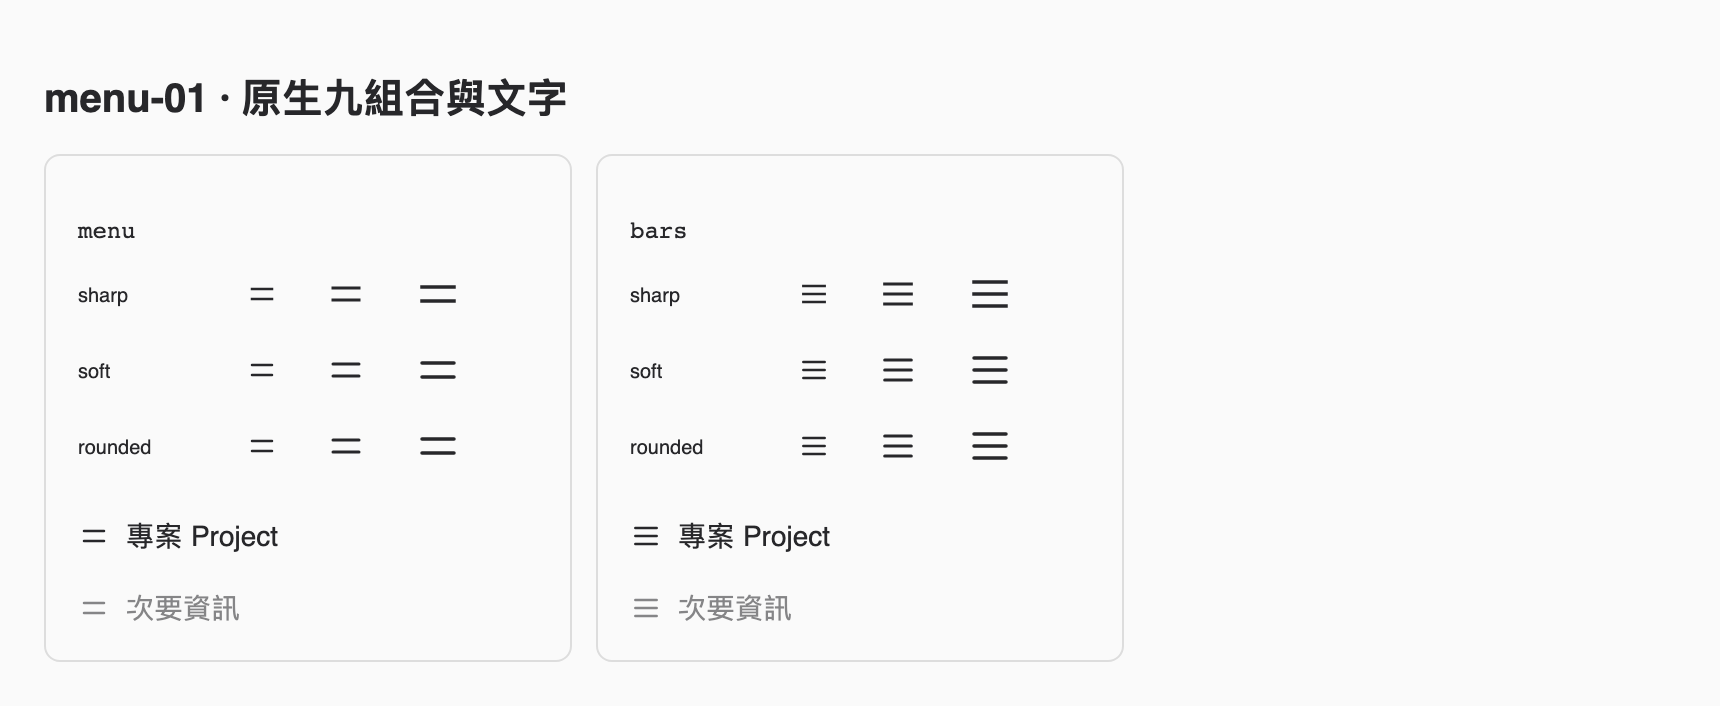 menu-01 · 原生九組合與文字
menu
sharp
soft
rounded
專案 Project
次要資訊
bars
sharp
soft
rounded
專案 Project
次要資訊